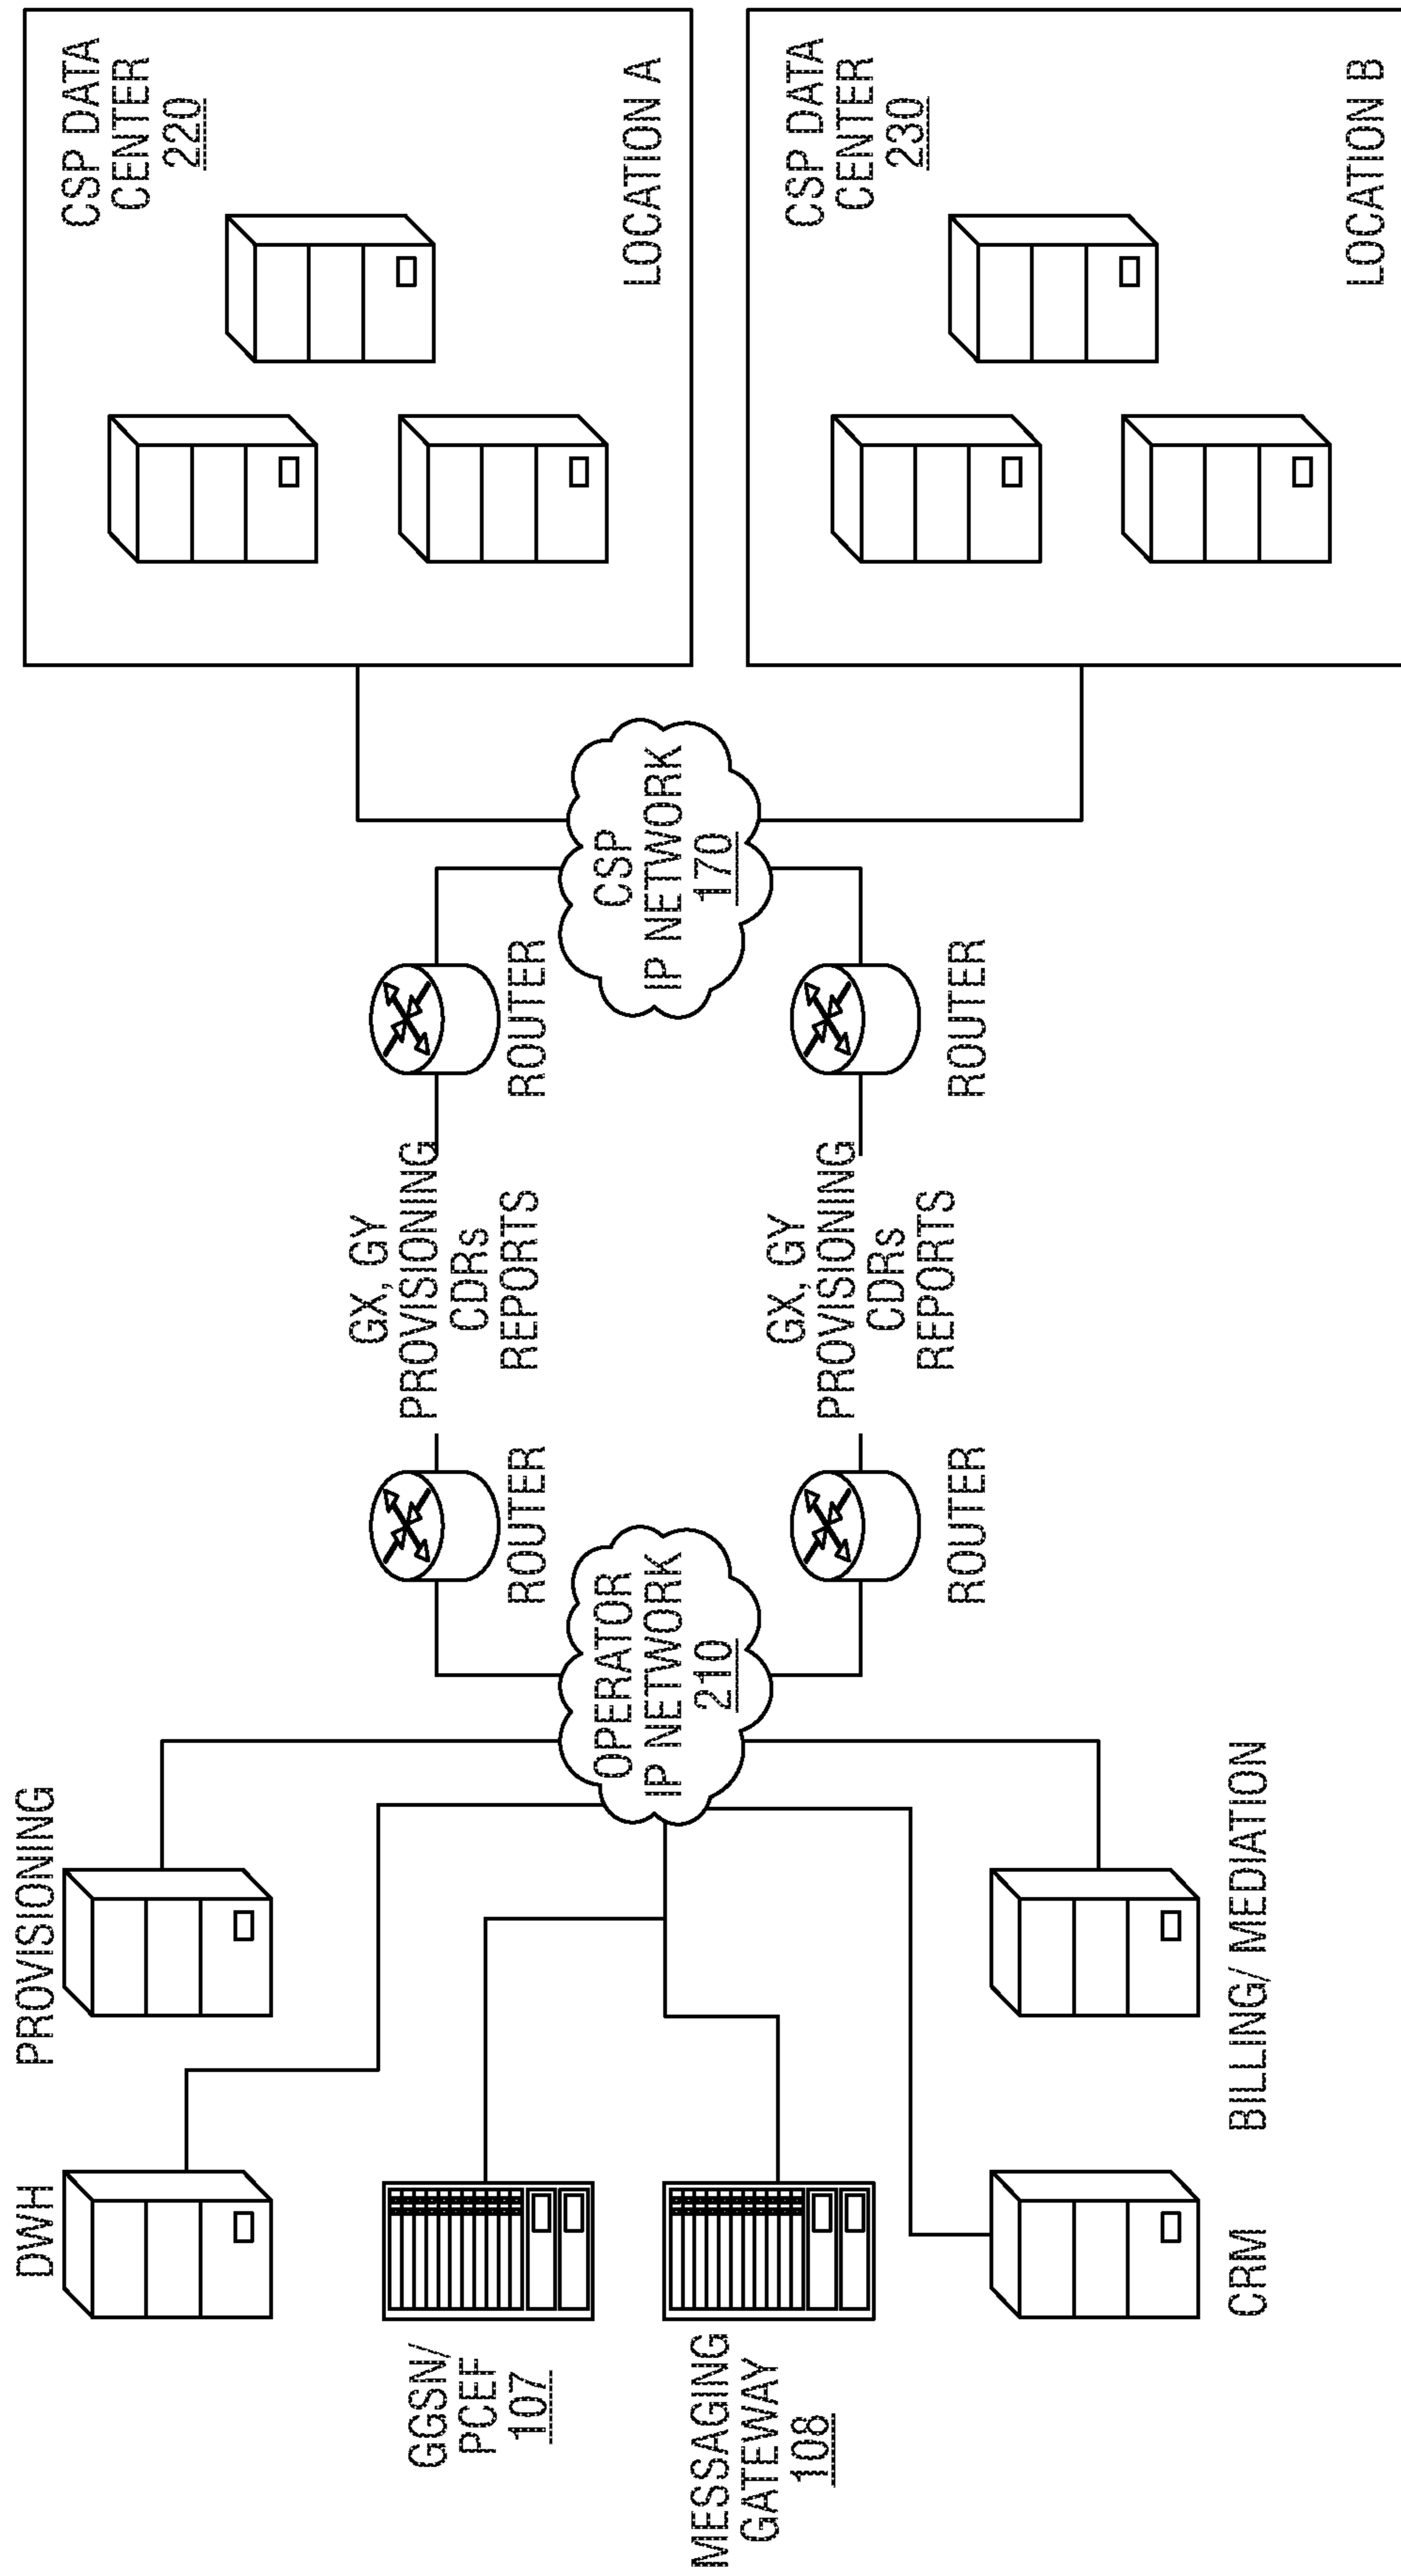 DWH
PROVISIONING
GGSN/
PCEF
107
MESSAGING
GATEWAY
108
CRM
BILLING/ MEDIATION
OPERATOR
IP NETWORK
210
ROUTER
ROUTER
GX, GY
PROVISIONING
CDRs
REPORTS
GX, GY
PROVISIONING
CDRs
REPORTS
ROUTER
ROUTER
CSP
IP NETWORK
170
CSP DATA
CENTER
220
LOCATION A
CSP DATA
CENTER
230
LOCATION B